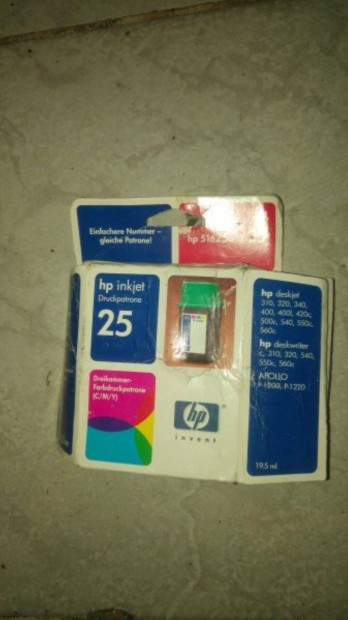 Einfachere Nummer –
gleiche Patrone!
hp inkjet
Druckpatrone
25
Dreikammer-
Farbdruckpatrone
(C/M/Y)
hp
invent
hp deskjet
310, 320, 340,
400, 400l, 420c,
500c, 540, 550c,
560c
hp deskwriter
c, 310, 320, 540,
550c, 560c
APOLLO
P-1200, P-1220
19.5 ml